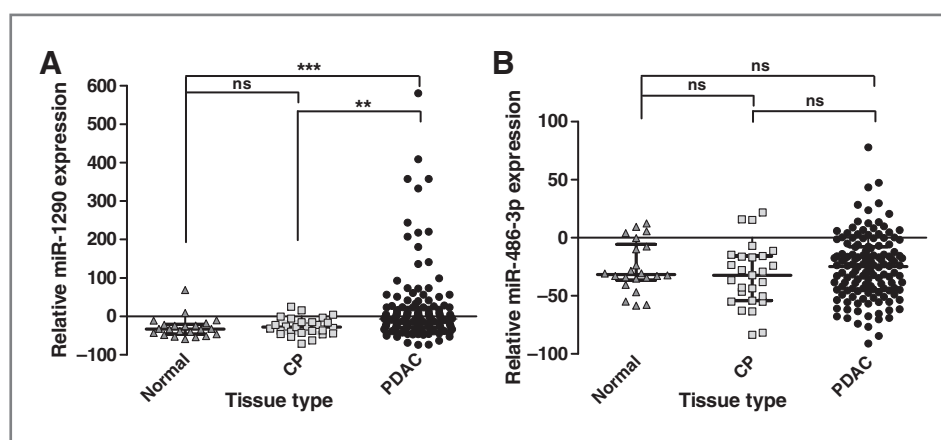 A
Relative miR-1290 expression
600
500
400
300
200
100
0
−100
***
ns
**
Normal
CP
PDAC
Tissue type
B
Relative miR-486-3p expression
100
50
0
−50
−100
ns
ns
ns
Normal
CP
PDAC
Tissue type